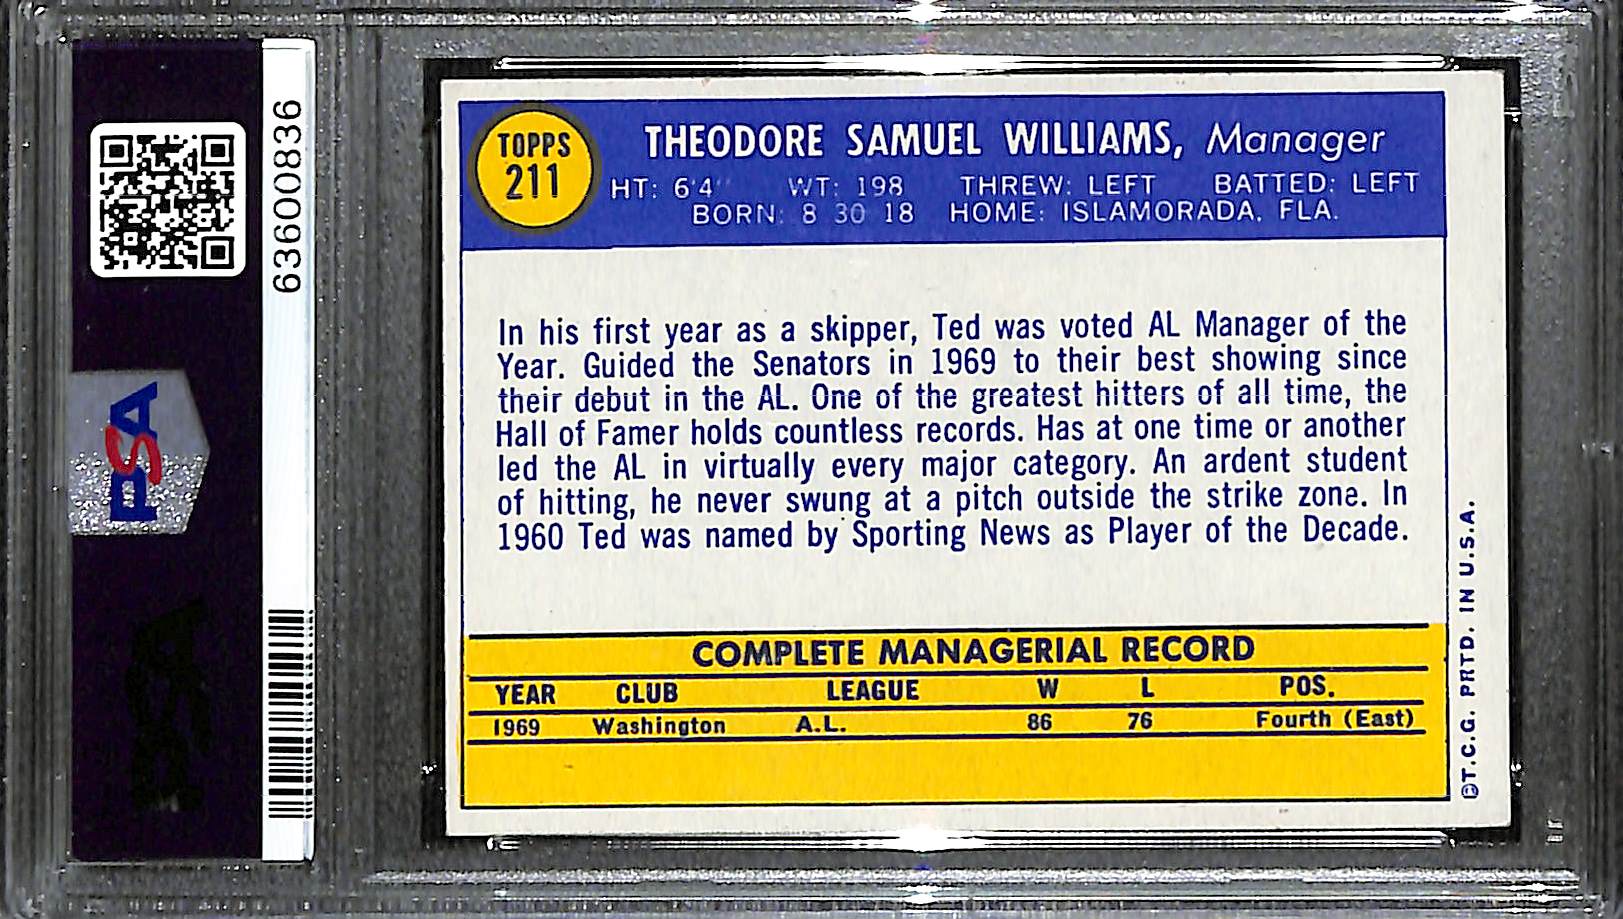 63600836
PSA
TOPPS
211
THEODORE SAMUEL WILLIAMS, Manager
HT: 6'4" WT: 198 THREW: LEFT BATTED: LEFT
BORN: 8 30 18 HOME: ISLAMORADA, FLA.
In his first year as a skipper, Ted was voted AL Manager of the
Year. Guided the Senators in 1969 to their best showing since
their debut in the AL. One of the greatest hitters of all time, the
Hall of Famer holds countless records. Has at one time or another
led the AL in virtually every major category. An ardent student
of hitting, he never swung at a pitch outside the strike zone. In
1960 Ted was named by Sporting News as Player of the Decade.
COMPLETE MANAGERIAL RECORD
YEAR CLUB LEAGUE W L POS.
1969 Washington A.L. 86 76 Fourth (East)
©T.C.G. PRTD. IN U.S.A.